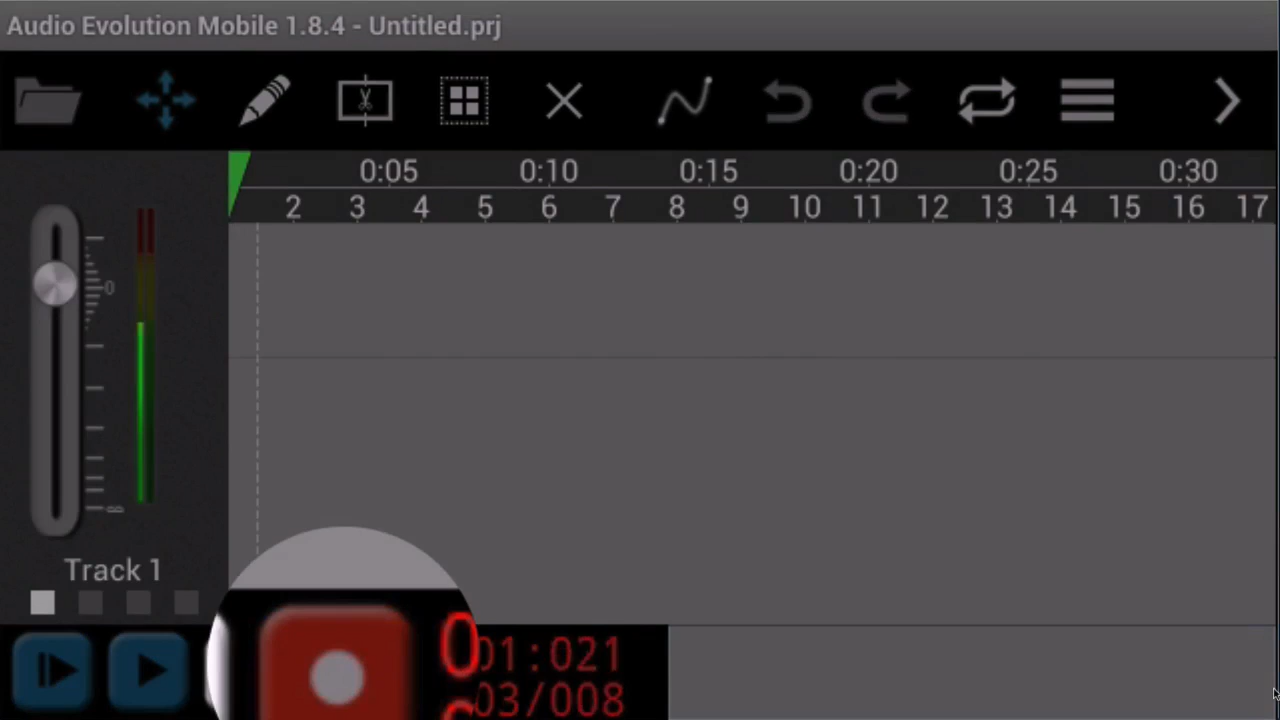 Audio Evolution Mobile 1.8.4 - Untitled.prj
0:05 0:10 0:15 0:20 0:25 0:30
2 3 4 5 6 7 8 9 10 11 12 13 14 15 16 17
0
∞
Track 1
01:021
03/008